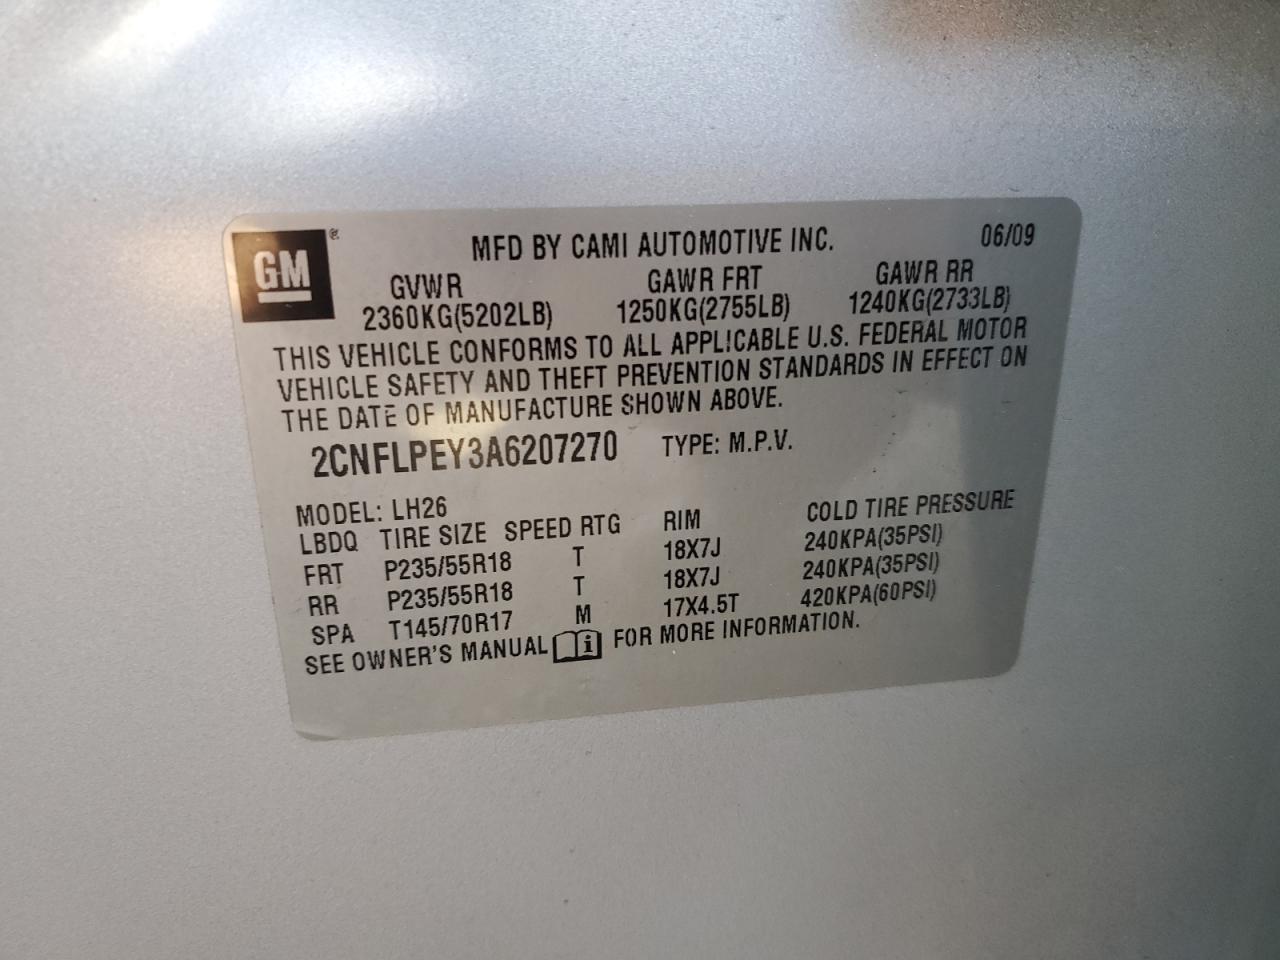 GM ®
MFD BY CAMI AUTOMOTIVE INC. 06/09
GVWR GAWR FRT GAWR RR
2360KG(5202LB) 1250KG(2755LB) 1240KG(2733LB)
THIS VEHICLE CONFORMS TO ALL APPLICABLE U.S. FEDERAL MOTOR
VEHICLE SAFETY AND THEFT PREVENTION STANDARDS IN EFFECT ON
THE DATE OF MANUFACTURE SHOWN ABOVE.
2CNFLPEY3A6207270 TYPE: M.P.V.
MODEL: LH26
LBDQ TIRE SIZE SPEED RTG RIM COLD TIRE PRESSURE
FRT P235/55R18 T 18X7J 240KPA(35PSI)
RR P235/55R18 T 18X7J 240KPA(35PSI)
SPA T145/70R17 M 17X4.5T 420KPA(60PSI)
SEE OWNER'S MANUAL i FOR MORE INFORMATION.